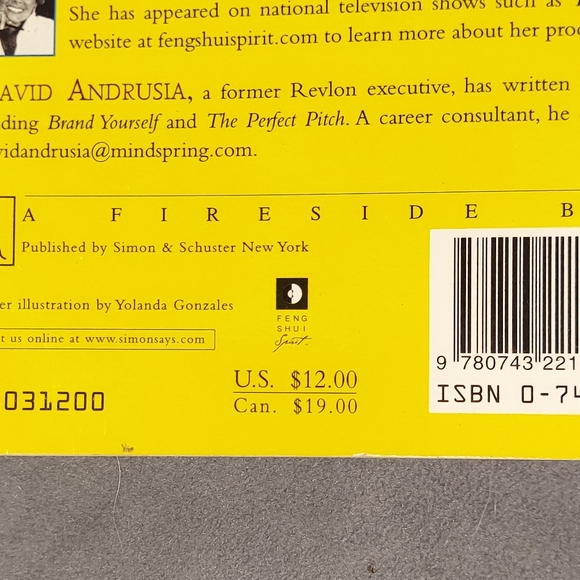 She has appeared on national television shows such as
website at fengshuispirit.com to learn more about her
AVID ANDRUSIA, a former Revlon executive, has written
ding Brand Yourself and The Perfect Pitch. A career consultant, he
vidandrusia@mindspring.com.
A FIRESIDE B
Published by Simon & Schuster New York
er illustration by Yolanda Gonzales
t us online at www.simonsays.com
FENG
SHUI
Spirit
U.S. $12.00
Can. $19.00
031200
9 780743 221
ISBN 0-74